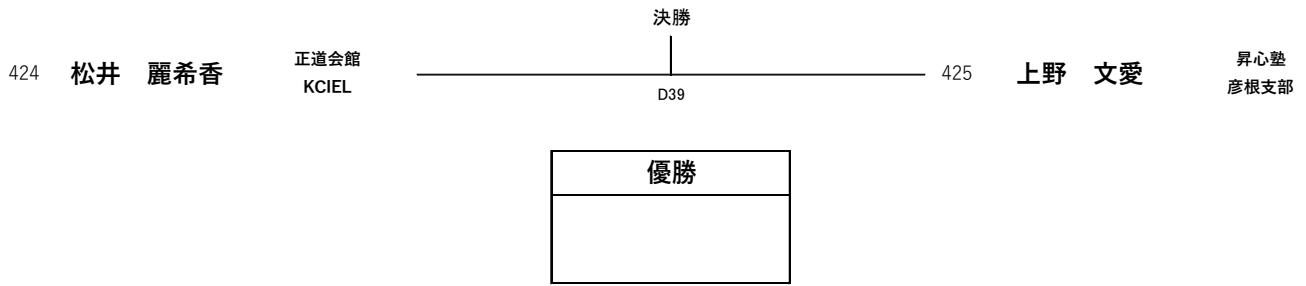 決勝
424 松井　麗希香 正道会館 KCIEL
D39
425 上野　文愛 昇心塾 彦根支部
優勝